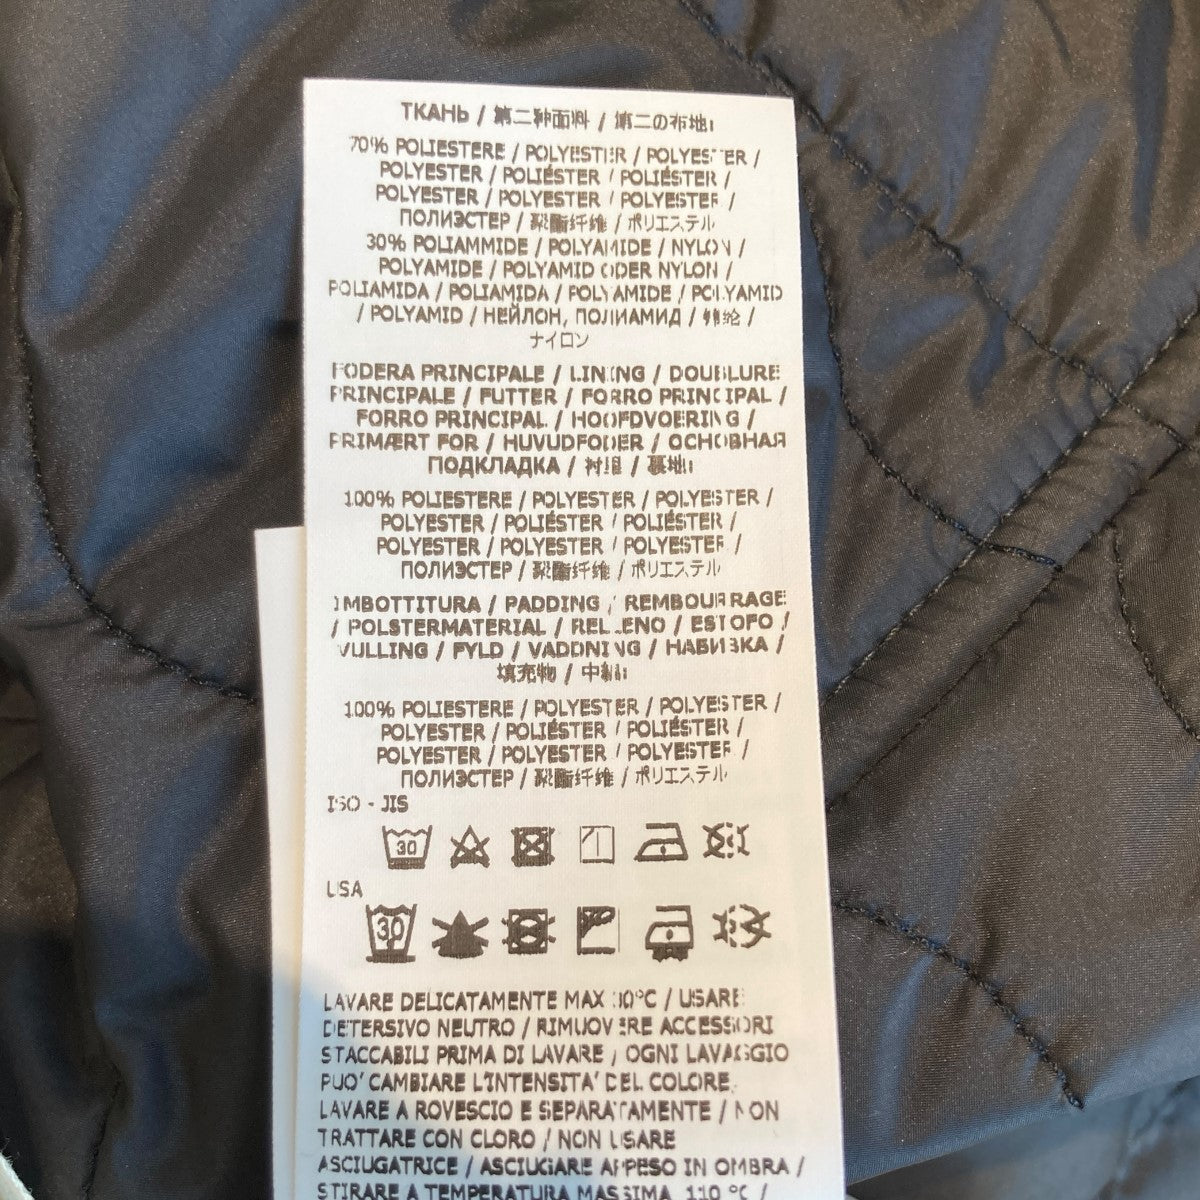 ТКАНЬ / 第二种面料 / 第二の布地
70% POLIESTERE / POLYESTER / POLYESTER /
POLYESTER / POLIÉSTER / POLIÉSTER /
POLYESTER / POLYESTER / POLYESTER /
ПОЛИЭСТЕР / 聚酯纤维 / ポリエステル
30% POLIAMMIDE / POLYAMIDE / NYLON /
POLYAMIDE / POLYAMID ODER NYLON /
POLIAMIDA / POLIAMIDA / POLYAMIDE / POLYAMID
/ POLYAMID / НЕЙЛОН, ПОЛИАМИД / 锦纶 /
ナイロン
FODERA PRINCIPALE / LINING / DOUBLURE
PRINCIPALE / FUTTER / FORRO PRINCIPAL /
FORRO PRINCIPAL / HOOFDVOERING /
PRIMÆRT FOR / HUVUDFODER / ОСНОВНАЯ
ПОДКЛАДКА / 衬里 / 裏地
100% POLIESTERE / POLYESTER / POLYESTER /
POLYESTER / POLIÉSTER / POLIÉSTER /
POLYESTER / POLYESTER / POLYESTER /
ПОЛИЭСТЕР / 聚酯纤维 / ポリエステル
IMBOTTITURA / PADDING / REMBOURRAGE
/ POLSTERMATERIAL / RELLENO / ESTOFO /
VULLING / FYLD / VADDNING / НАБИВКА /
填充物 / 中綿
100% POLIESTERE / POLYESTER / POLYESTER /
POLYESTER / POLIÉSTER / POLIÉSTER /
POLYESTER / POLYESTER / POLYESTER /
ПОЛИЭСТЕР / 聚酯纤维 / ポリエステル
ISO - JIS
30
USA
30
LAVARE DELICATAMENTE MAX 30°C / USARE
DETERSIVO NEUTRO / RIMUOVERE ACCESSORI
STACCABILI PRIMA DI LAVARE / OGNI LAVAGGIO
PUO' CAMBIARE L'INTENSITA' DEL COLORE,
LAVARE A ROVESCIO E SEPARATAMENTE / NON
TRATTARE CON CLORO / NON USARE
ASCIUGATRICE / ASCIUGARE APPESO IN OMBRA /
STIRARE A TEMPERATURA MASSIMA 110 °C /